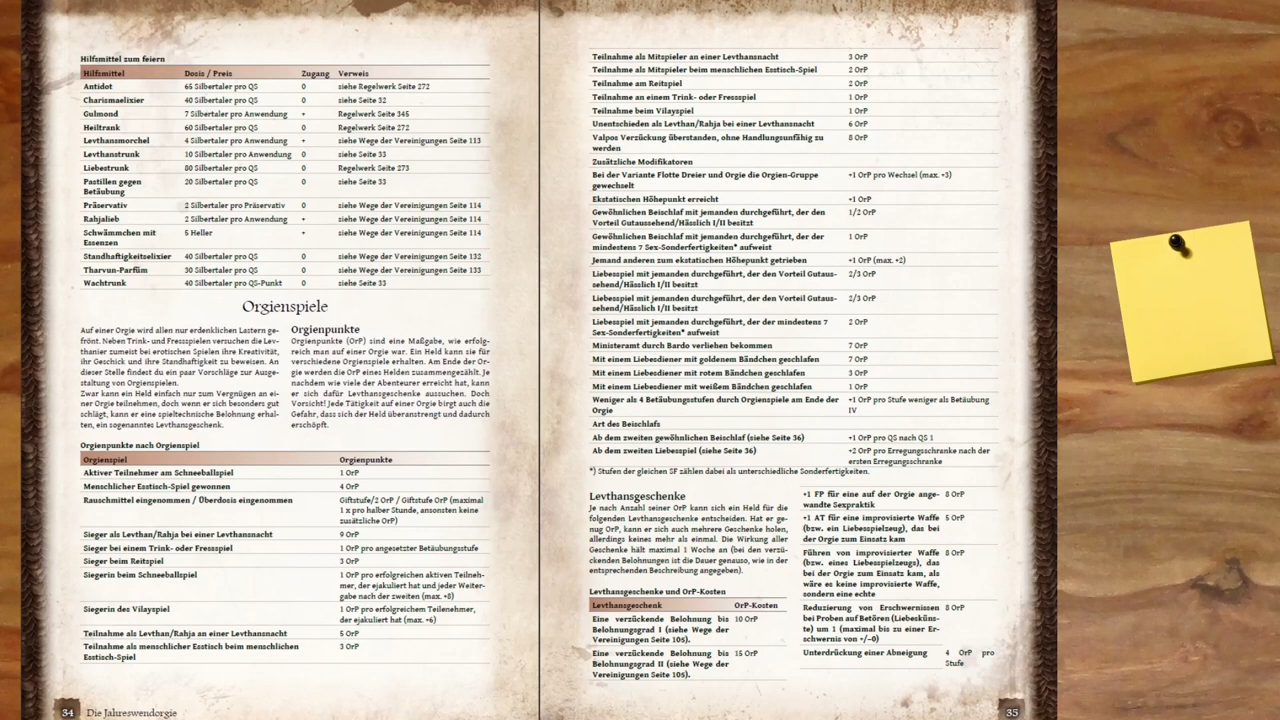 Hilfsmittel zum feiern
Hilfsmittel Dosis / Preis Zugang Verweis
Antidot 65 Silbertaler pro QS 0 siehe Regelwerk Seite 272
Charismaelixier 40 Silbertaler pro QS 0 siehe Seite 32
Gulmond 7 Silbertaler pro Anwendung + Regelwerk Seite 345
Heiltrank 60 Silbertaler pro QS 0 Regelwerk Seite 272
Levthansmorchel 4 Silbertaler pro Anwendung + siehe Wege der Vereinigungen Seite 113
Levthanstrunk 10 Silbertaler pro Anwendung 0 siehe Seite 33
Liebestrunk 80 Silbertaler pro QS 0 Regelwerk Seite 273
Pastillen gegen 20 Silbertaler pro QS 0 siehe Seite 33
Betäubung
Präservativ 2 Silbertaler pro Präservativ 0 siehe Wege der Vereinigungen Seite 114
Rahjalieb 2 Silbertaler pro Anwendung + siehe Wege der Vereinigungen Seite 114
Schwämmchen mit 5 Heller + siehe Wege der Vereinigungen Seite 114
Essenzen
Standhaftigkeitselixier 40 Silbertaler pro QS 0 siehe Wege der Vereinigungen Seite 132
Tharvun-Parfüm 30 Silbertaler pro QS 0 siehe Wege der Vereinigungen Seite 133
Wachtrunk 40 Silbertaler pro QS-Punkt 0 siehe Seite 33
Orgienspiele
Auf einer Orgie wird allen nur erdenklichen Lastern ge-
frönt. Neben Trink- und Fressspielen versuchen die Lev-
thanier zumeist bei erotischen Spielen ihre Kreativität,
ihr Geschick und ihre Standhaftigkeit zu beweisen. An
dieser Stelle findest du ein paar Vorschläge zur Ausge-
staltung von Orgienspielen.
Zwar kann ein Held einfach nur zum Vergnügen an ei-
ner Orgie teilnehmen, doch wenn er sich besonders gut
schlägt, kann er eine spieltechnische Belohnung erhal-
ten, ein sogenanntes Levthansgeschenk.
Orgienpunkte
Orgienpunkte (OrP) sind eine Maßgabe, wie erfolg-
reich man auf einer Orgie war. Ein Held kann sie für
verschiedene Orgienspiele erhalten. Am Ende der Or-
gie werden die OrP eines Helden zusammengezählt. Je
nachdem wie viele der Abenteurer erreicht hat, kann
er sich dafür Levthansgeschenke aussuchen. Doch
Vorsicht! Jede Tätigkeit auf einer Orgie birgt auch die
Gefahr, dass sich der Held überanstrengt und dadurch
erschöpft.
Orgienpunkte nach Orgienspiel
Orgienspiel Orgienpunkte
Aktiver Teilnehmer am Schneeballspiel 1 OrP
Menschlicher Esstisch-Spiel gewonnen 4 OrP
Rauschmittel eingenommen / Überdosis eingenommen Giftstufe/2 OrP / Giftstufe OrP (maximal
1 x pro halber Stunde, ansonsten keine
zusätzliche OrP)
Sieger als Levthan/Rahja bei einer Levthansnacht 9 OrP
Sieger bei einem Trink- oder Fressspiel 1 OrP pro angesetzter Betäubungsstufe
Sieger beim Reitspiel 3 OrP
Siegerin beim Schneeballspiel 1 OrP pro erfolgreichen aktiven Teilneh-
mer, der ejakuliert hat und jeder Weiter-
gabe nach der zweiten (max. +8)
Siegerin des Vilayspiel 1 OrP pro erfolgreichem Teilenehmer,
der ejakuliert hat (max. +6)
Teilnahme als Levthan/Rahja an einer Levthansnacht 5 OrP
Teilnahme als menschlicher Esstisch beim menschlichen 3 OrP
Esstisch-Spiel
34 Die Jahreswendorgie
Teilnahme als Mitspieler an einer Levthansnacht 3 OrP
Teilnahme als Mitspieler beim menschlichen Esstisch-Spiel 2 OrP
Teilnahme am Reitspiel 2 OrP
Teilnahme an einem Trink- oder Fressspiel 1 OrP
Teilnahme beim Vilayspiel 1 OrP
Unentschieden als Levthan/Rahja bei einer Levthansnacht 6 OrP
Valpos Verzückung überstanden, ohne Handlungsunfähig zu 8 OrP
werden
Zusätzliche Modifikatoren
Bei der Variante Flotte Dreier und Orgie die Orgien-Gruppe +1 OrP pro Wechsel (max. +3)
gewechselt
Ekstatischen Höhepunkt erreicht +1 OrP
Gewöhnlichen Beischlaf mit jemanden durchgeführt, der den 1/2 OrP
Vorteil Gutaussehend/Hässlich I/II besitzt
Gewöhnlichen Beischlaf mit jemanden durchgeführt, der der 1 OrP
mindestens 7 Sex-Sonderfertigkeiten* aufweist
Jemand anderen zum ekstatischen Höhepunkt getrieben +1 OrP (max. +2)
Liebesspiel mit jemanden durchgeführt, der den Vorteil Gutaus- 2/3 OrP
sehend/Hässlich I/II besitzt
Liebesspiel mit jemanden durchgeführt, der den Vorteil Gutaus- 2/3 OrP
sehend/Hässlich I/II besitzt
Liebesspiel mit jemanden durchgeführt, der der mindestens 7 2 OrP
Sex-Sonderfertigkeiten* aufweist
Ministeramt durch Bardo verliehen bekommen 7 OrP
Mit einem Liebesdiener mit goldenem Bändchen geschlafen 7 OrP
Mit einem Liebesdiener mit rotem Bändchen geschlafen 3 OrP
Mit einem Liebesdiener mit weißem Bändchen geschlafen 1 OrP
Weniger als 4 Betäubungsstufen durch Orgienspiele am Ende der +1 OrP pro Stufe weniger als Betäubung
Orgie IV
Art des Beischlafs
Ab dem zweiten gewöhnlichen Beischlaf (siehe Seite 36) +1 OrP pro QS nach QS 1
Ab dem zweiten Liebesspiel (siehe Seite 36) +2 OrP pro Erregungsschranke nach der
ersten Erregungsschranke
*) Stufen der gleichen SF zählen dabei als unterschiedliche Sonderfertigkeiten.
Levthansgeschenke
Je nach Anzahl seiner OrP kann sich ein Held für die
folgenden Levthansgeschenke entscheiden. Hat er ge-
nug OrP, kann er sich auch mehrere Geschenke holen,
allerdings keines mehr als einmal. Die Wirkung aller
Geschenke hält maximal 1 Woche an (bei den verzü-
ckenden Belohnungen ist die Dauer genauso, wie in der
entsprechenden Beschreibung angegeben).
Levthansgeschenke und OrP-Kosten
Levthansgeschenk OrP-Kosten
Eine verzückende Belohnung bis 10 OrP
Belohnungsgrad I (siehe Wege der
Vereinigungen Seite 105).
Eine verzückende Belohnung bis 15 OrP
Belohnungsgrad II (siehe Wege der
Vereinigungen Seite 105).
+1 FP für eine auf der Orgie ange- 8 OrP
wandte Sexpraktik
+1 AT für eine improvisierte Waffe 5 OrP
(bzw. ein Liebesspielzeug), das bei
der Orgie zum Einsatz kam
Führen von improvisierter Waffe 8 OrP
(bzw. eines Liebesspielzeugs), das
bei der Orgie zum Einsatz kam, als
wäre es keine improvisierte Waffe,
sondern eine echte
Reduzierung von Erschwernissen 8 OrP
bei Proben auf Betören (Liebesküns-
te) um 1 (maximal bis zu einer Er-
schwernis von +/–0)
Unterdrückung einer Abneigung 4 OrP pro
Stufe
35